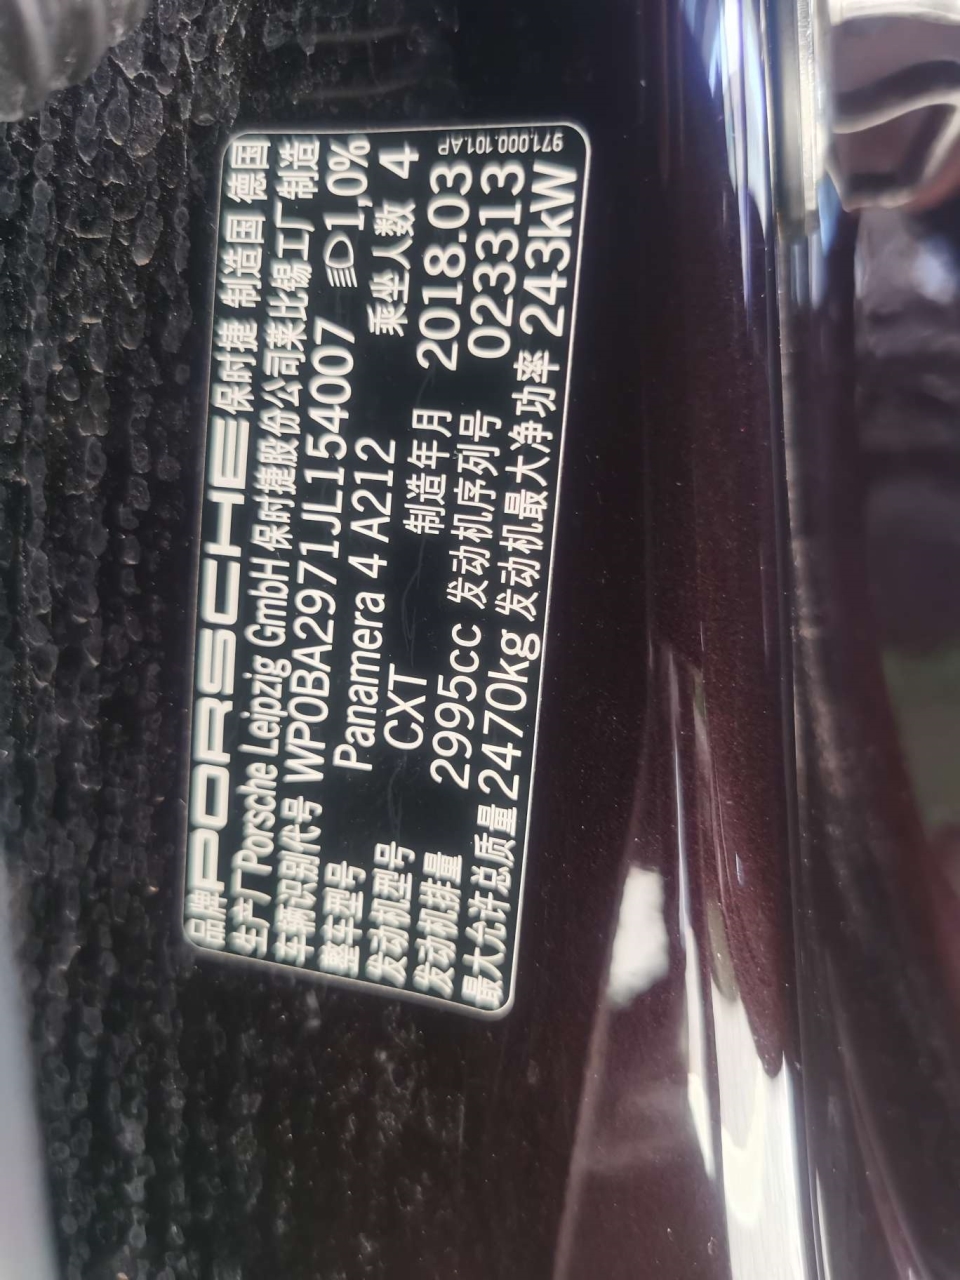 品牌 PORSCHE 保时捷 制造国 德国
生产厂 Porsche Leipzig GmbH 保时捷股份公司莱比锡工厂制造
车辆识别代号 WP0BA2971JL154007 1,0%
整车型号 Panamera 4 A212 乘坐人数 4
发动机型号 CXT 制造年月 2018.03
发动机排量 2995cc 发动机序列号 023313
最大允许总质量 2470kg 发动机最大净功率 243kW
971.000.101.AP